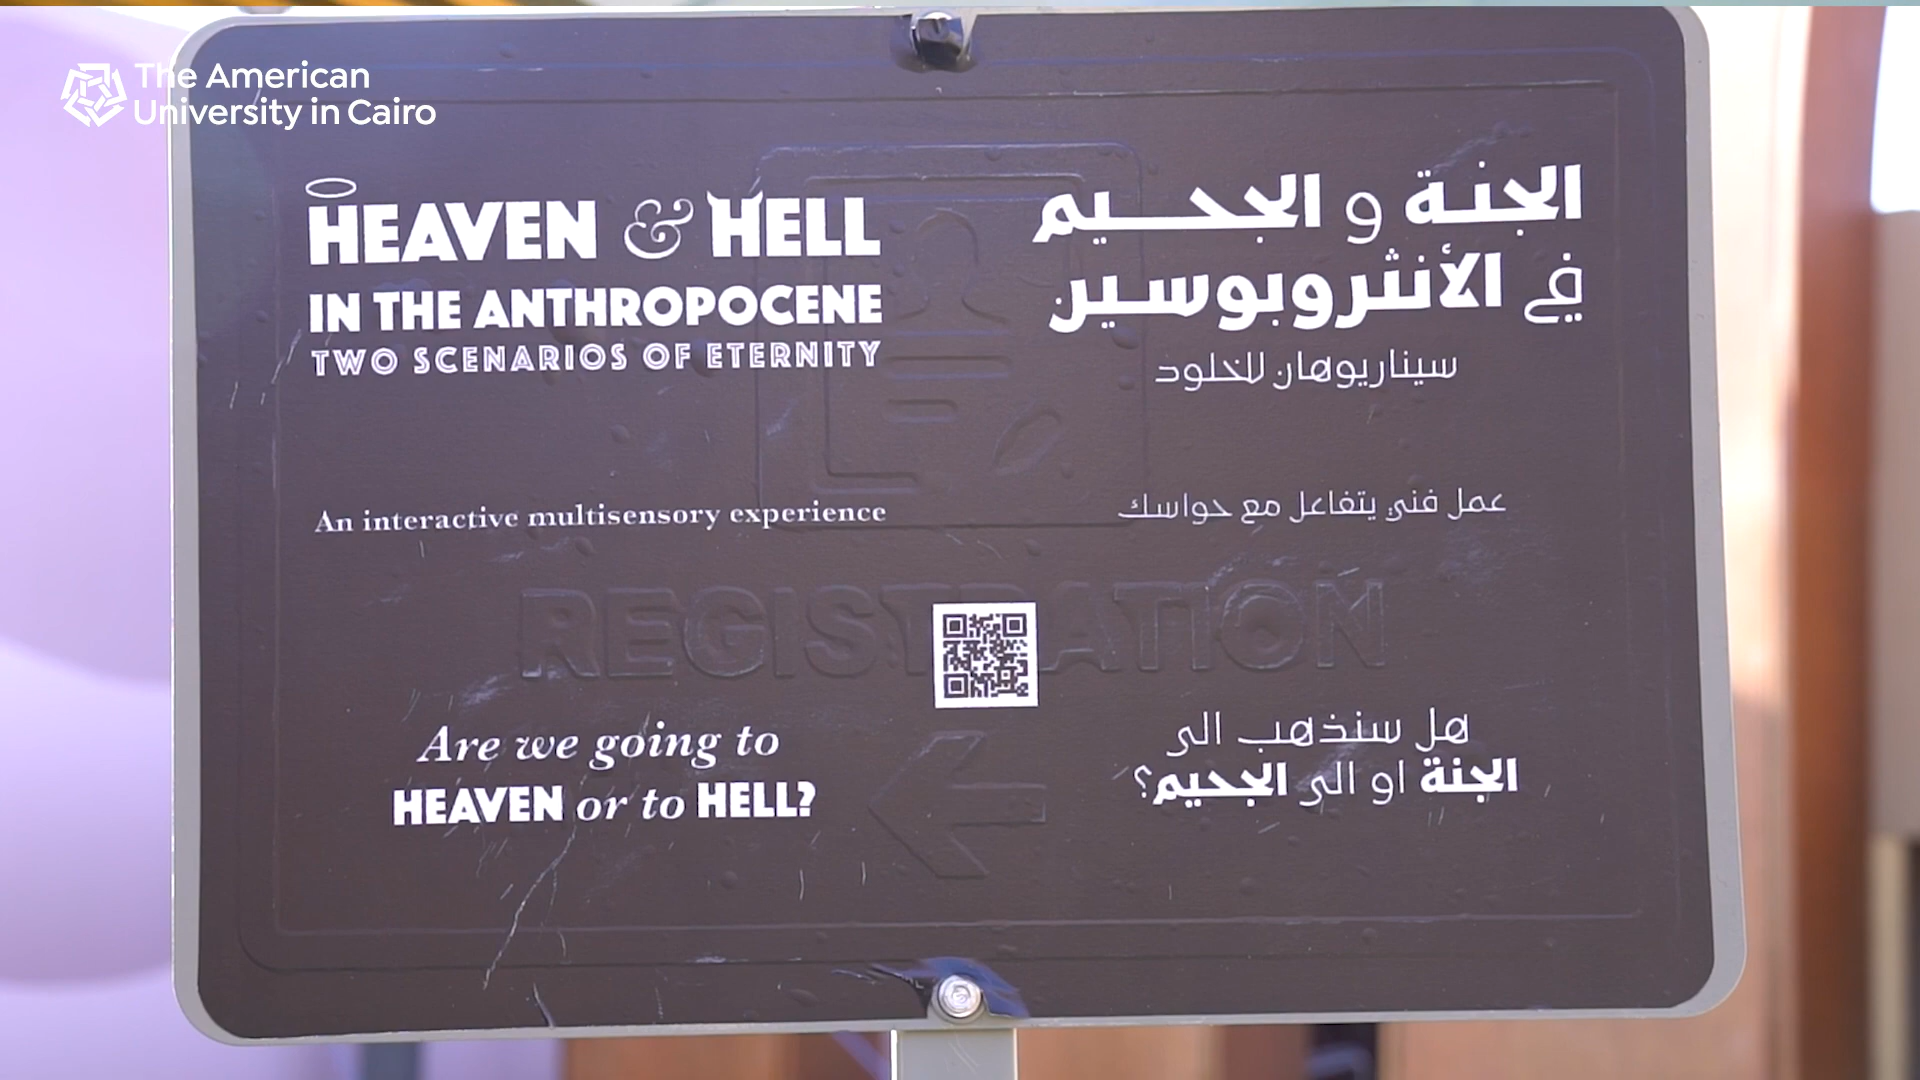 The American
University in Cairo
HEAVEN & HELL
IN THE ANTHROPOCENE
TWO SCENARIOS OF ETERNITY
الجنة و الجحيم
في الأنثروبوسين
سيناريوهان للخلود
An interactive multisensory experience
عمل فني يتفاعل مع حواسك
REGISTRATION
Are we going to
HEAVEN or to HELL?
هل سنذهب الى
الجنة او الى الجحيم؟